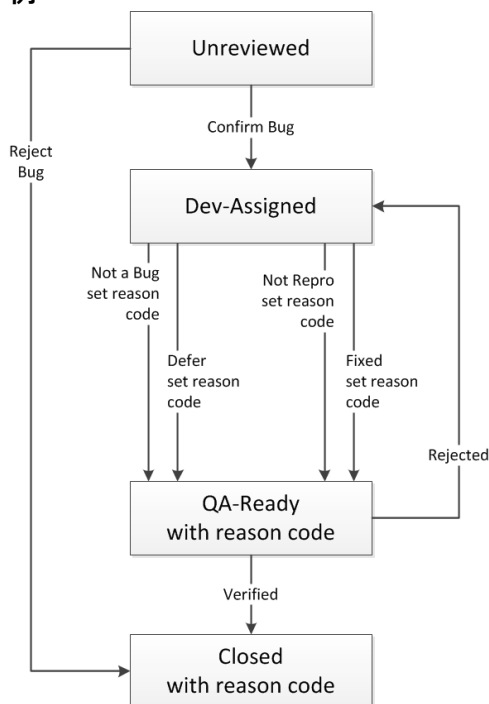 Unreviewed
Confirm Bug
Reject
Bug
Dev-Assigned
Not a Bug
set reason
code
Not Repro
set reason
code
Defer
set reason
code
Fixed
set reason
code
Rejected
QA-Ready
with reason code
Verified
Closed
with reason code